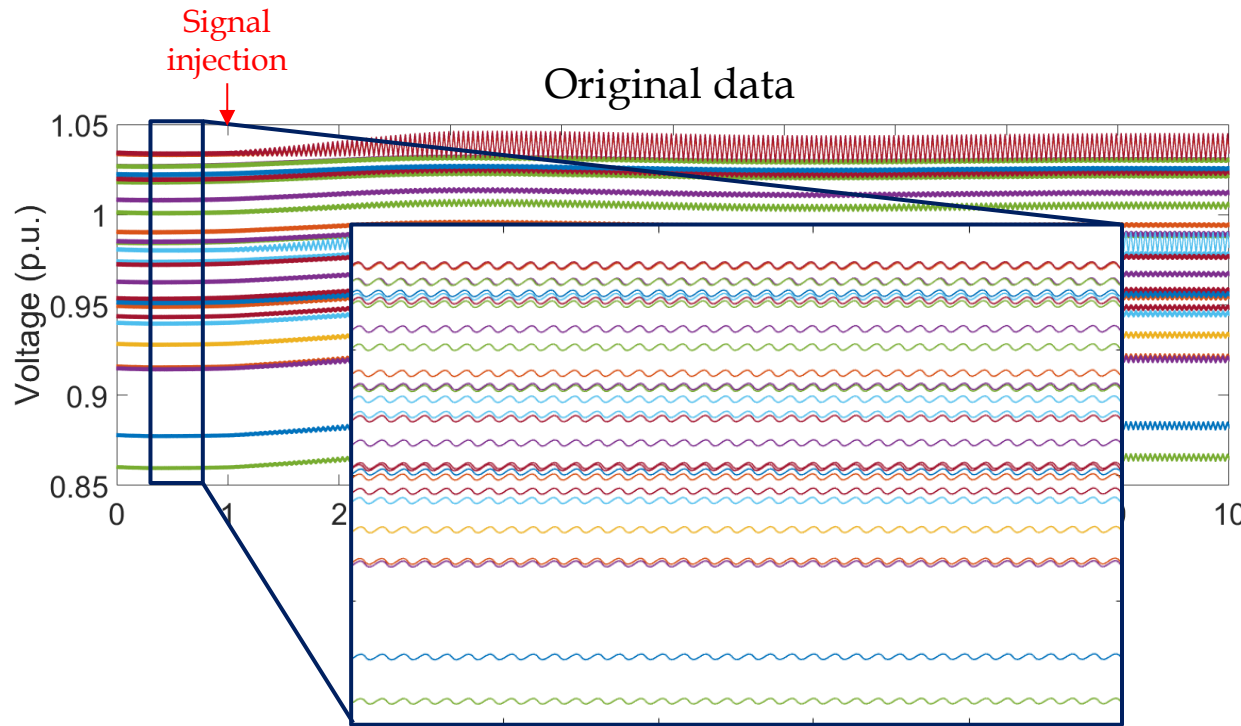 Signal
injection
Original data
Voltage (p.u.)
1.05
1
0.95
0.9
0.85
0
1
2
10